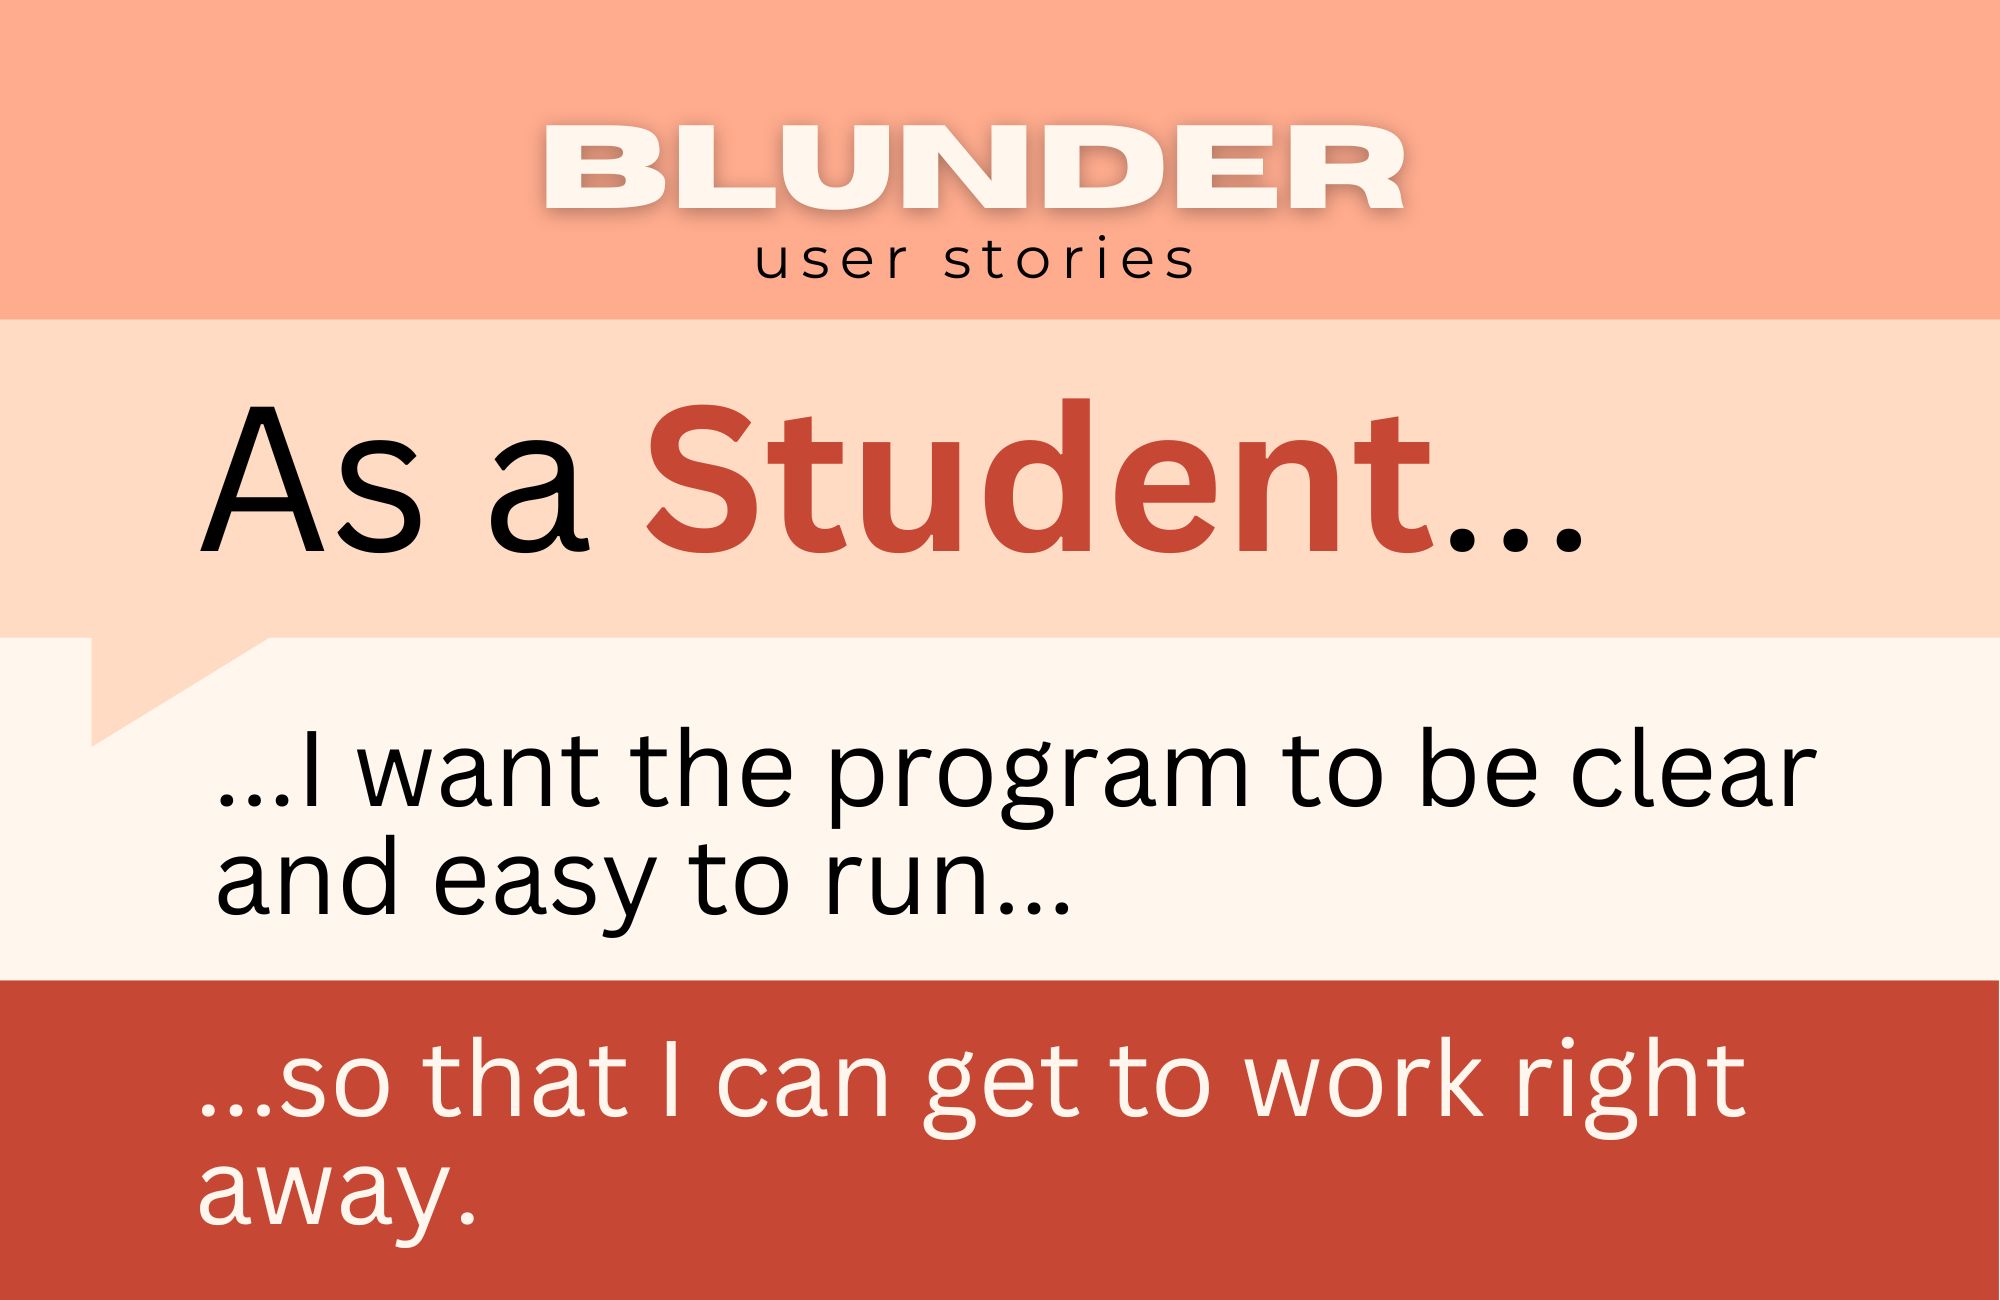 BLUNDER
user stories
As a Student...
...I want the program to be clear
and easy to run...
...so that I can get to work right
away.